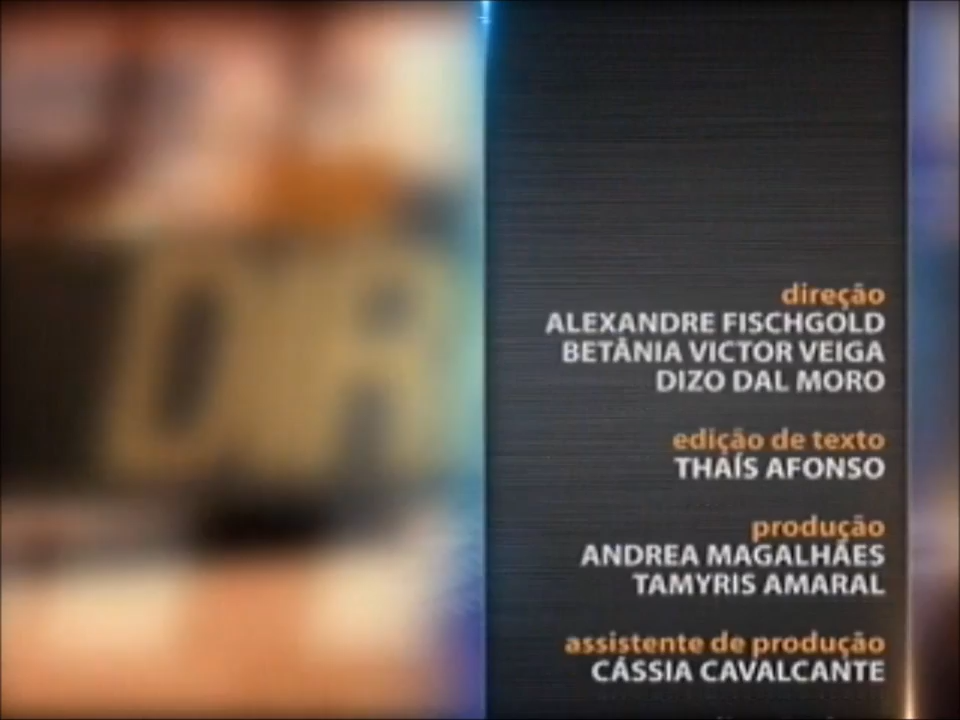 direção
ALEXANDRE FISCHGOLD
BETÂNIA VICTOR VEIGA
DIZO DAL MORO
edição de texto
THAÍS AFONSO
produção
ANDREA MAGALHÃES
TAMYRIS AMARAL
assistente de produção
CÁSSIA CAVALCANTE